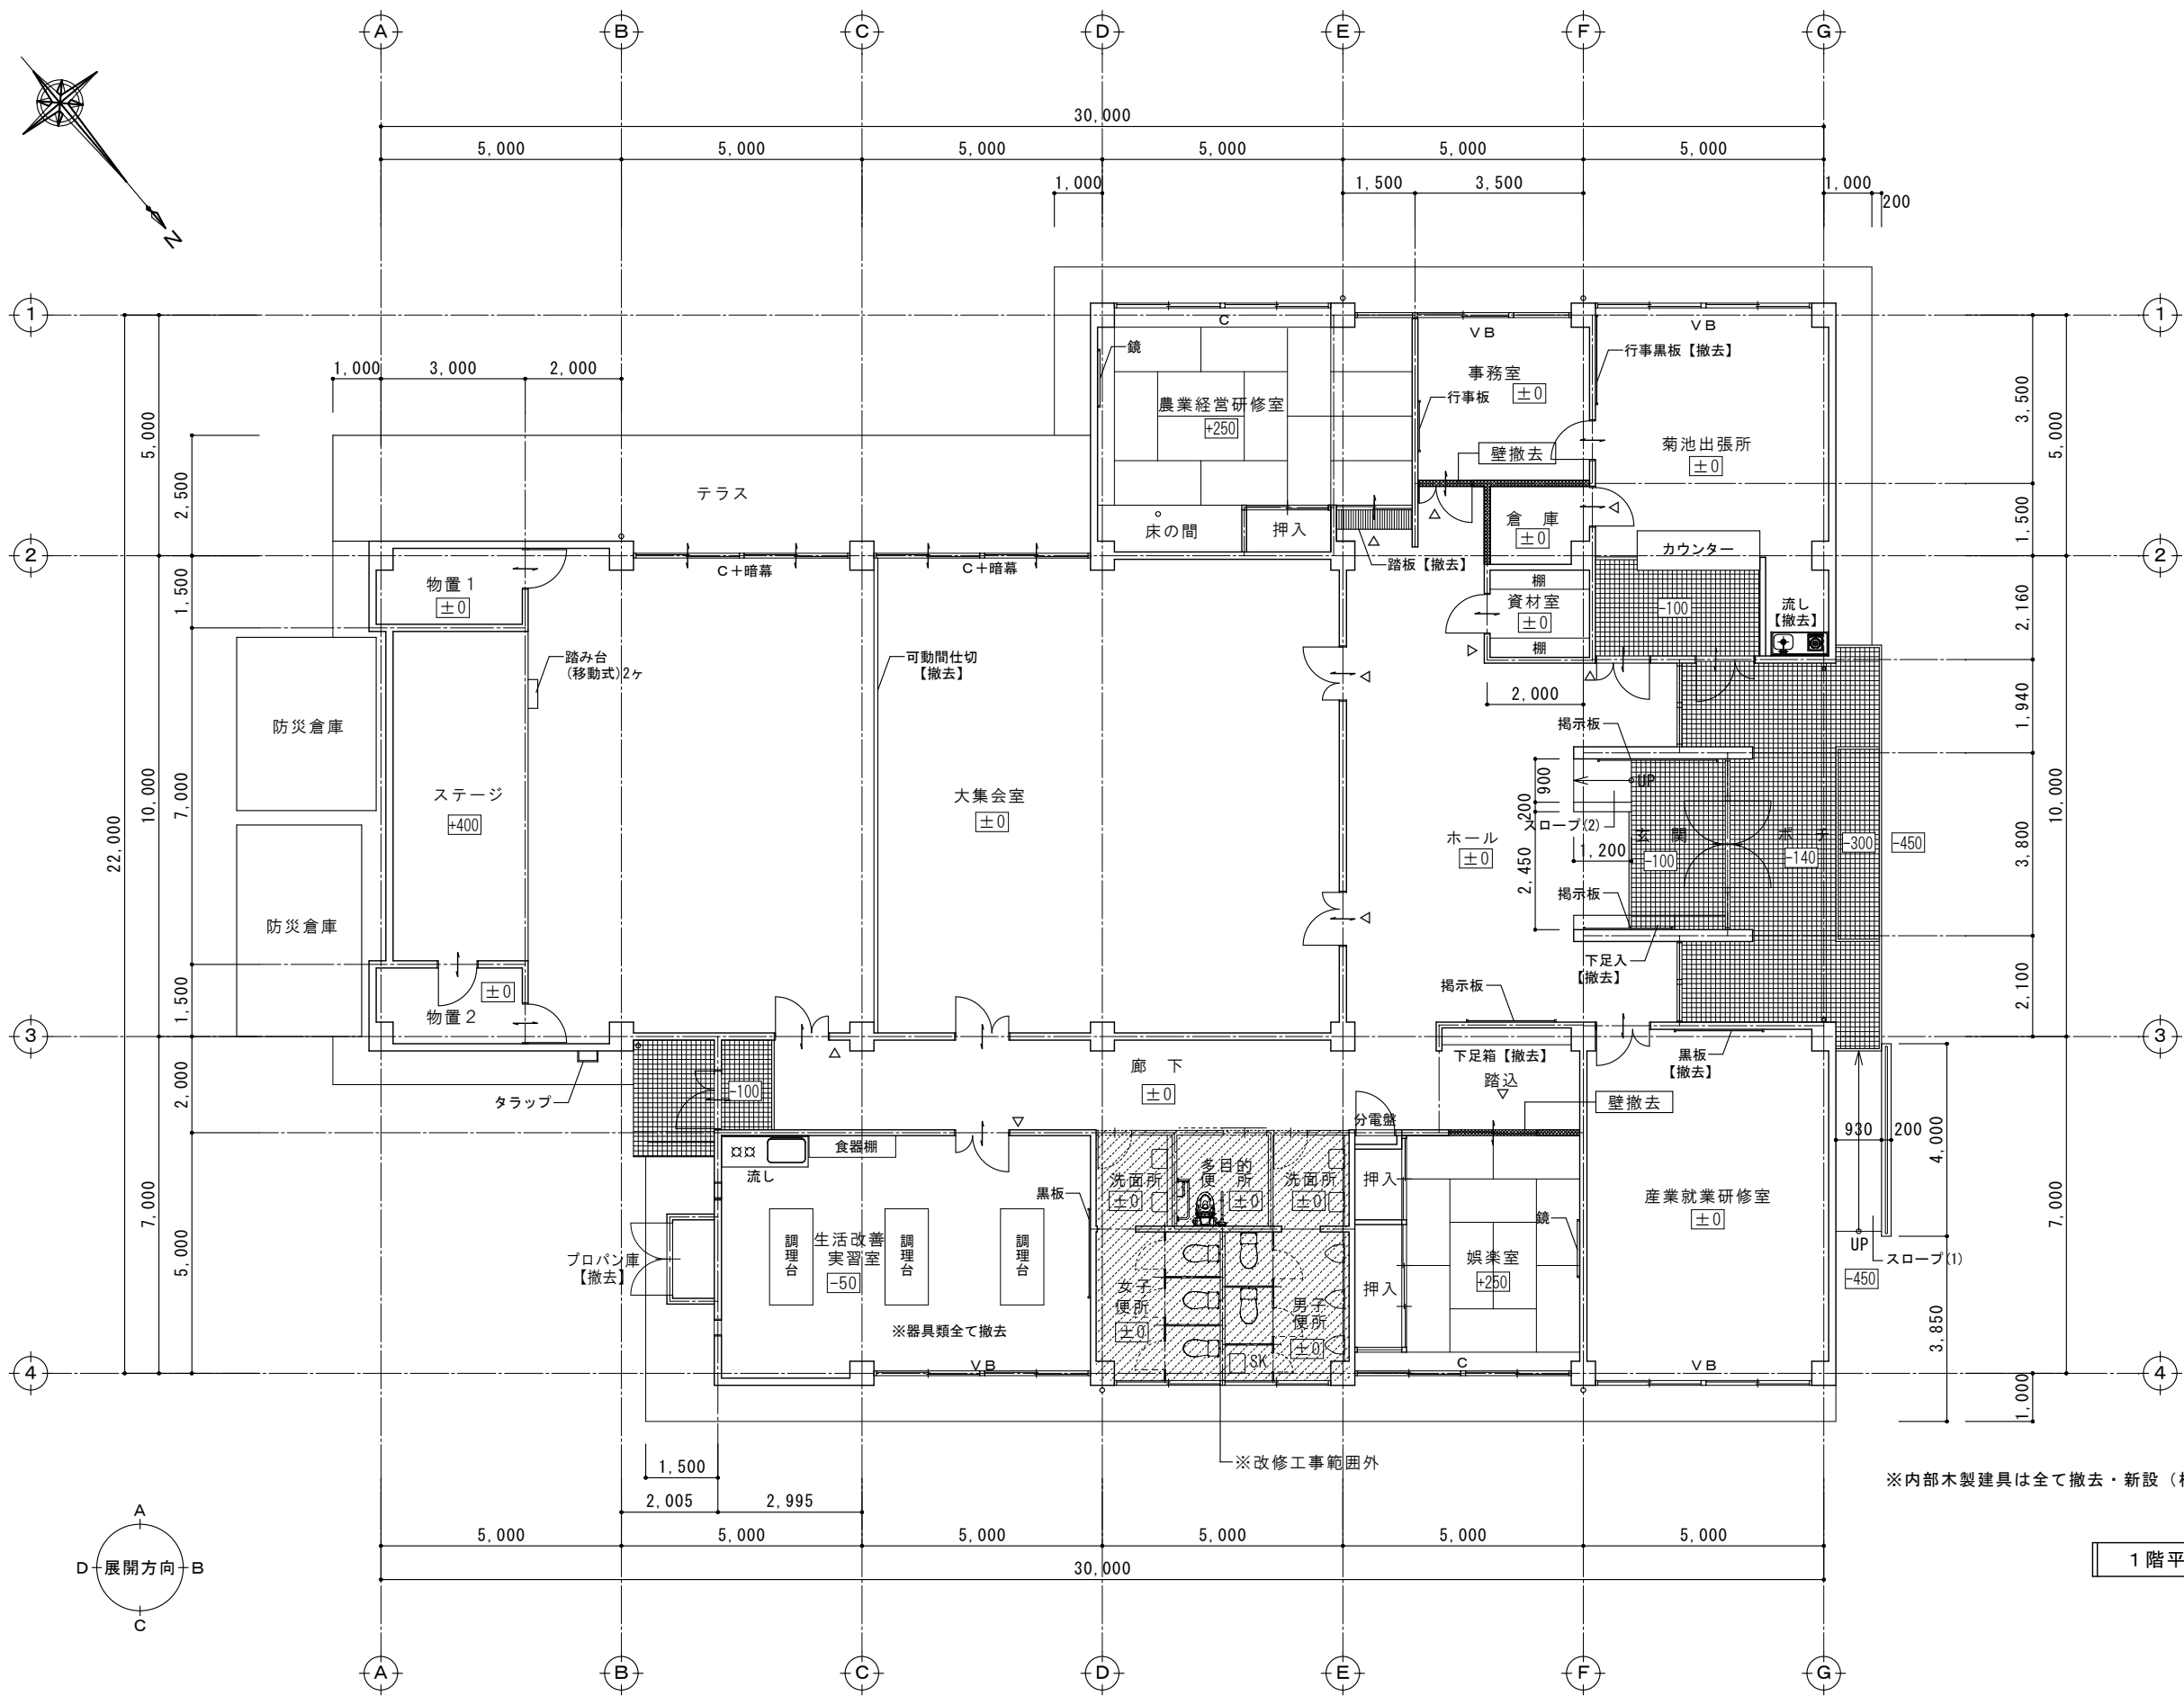 A B C D E F G
30,000
5,000 5,000 5,000 5,000 5,000 5,000
1,000 1,500 3,500 1,000
200
N
1 1
C VB VB
鏡
行事黒板【撤去】
事務室
±0
1,000 3,000 2,000
行事板
農業経営研修室
+250
壁撤去
菊池出張所
±0
3,500
5,000
5,000
2,500
テラス
床の間
押入
倉 庫
±0
1,500
カウンター
2 2
C+暗幕
C+暗幕
踏板【撤去】
物置1
±0
1,500
棚
資材室
±0
棚
-100
流し
【撤去】
2,160
踏み台
(移動式)2ヶ
可動間仕切
【撤去】
2,000
1,940
掲示板
防災倉庫
900
UP
200
ステージ
+400
大集会室
±0
22,000
10,000
7,000
スロープ(2)
ホール
±0
玄 関
-100
ポーチ
-140
-300
-450
1,200
2,450
3,800
10,000
掲示板
防災倉庫
下足入
【撤去】
2,100
1,500
±0
物置2
掲示板
3 3
下足箱【撤去】
黒板
【撤去】
廊 下
±0
踏込
-100
タラップ
2,000
壁撤去
分電盤
930 200
4,000
食器棚
流し
洗面所
±0
多目的
便 所
±0
洗面所
±0
押入
黒板
産業就業研修室
±0
7,000
5,000
7,000
鏡
プロパン庫
【撤去】
調理台
生活改善
実習室
-50
調理台
調理台
娯楽室
+250
押入
UP
スロープ(1)
-450
女子
便所
±0
男子
便所
±0
※器具類全て撤去
SK
3,850
VB C VB
4 4
1,000
※改修工事範囲外
1,500
※内部木製建具は全て撤去・新設
2,005 2,995
A
D 展開方向 B
C
5,000 5,000 5,000 5,000 5,000 5,000
30,000
1階平
A B C D E F G